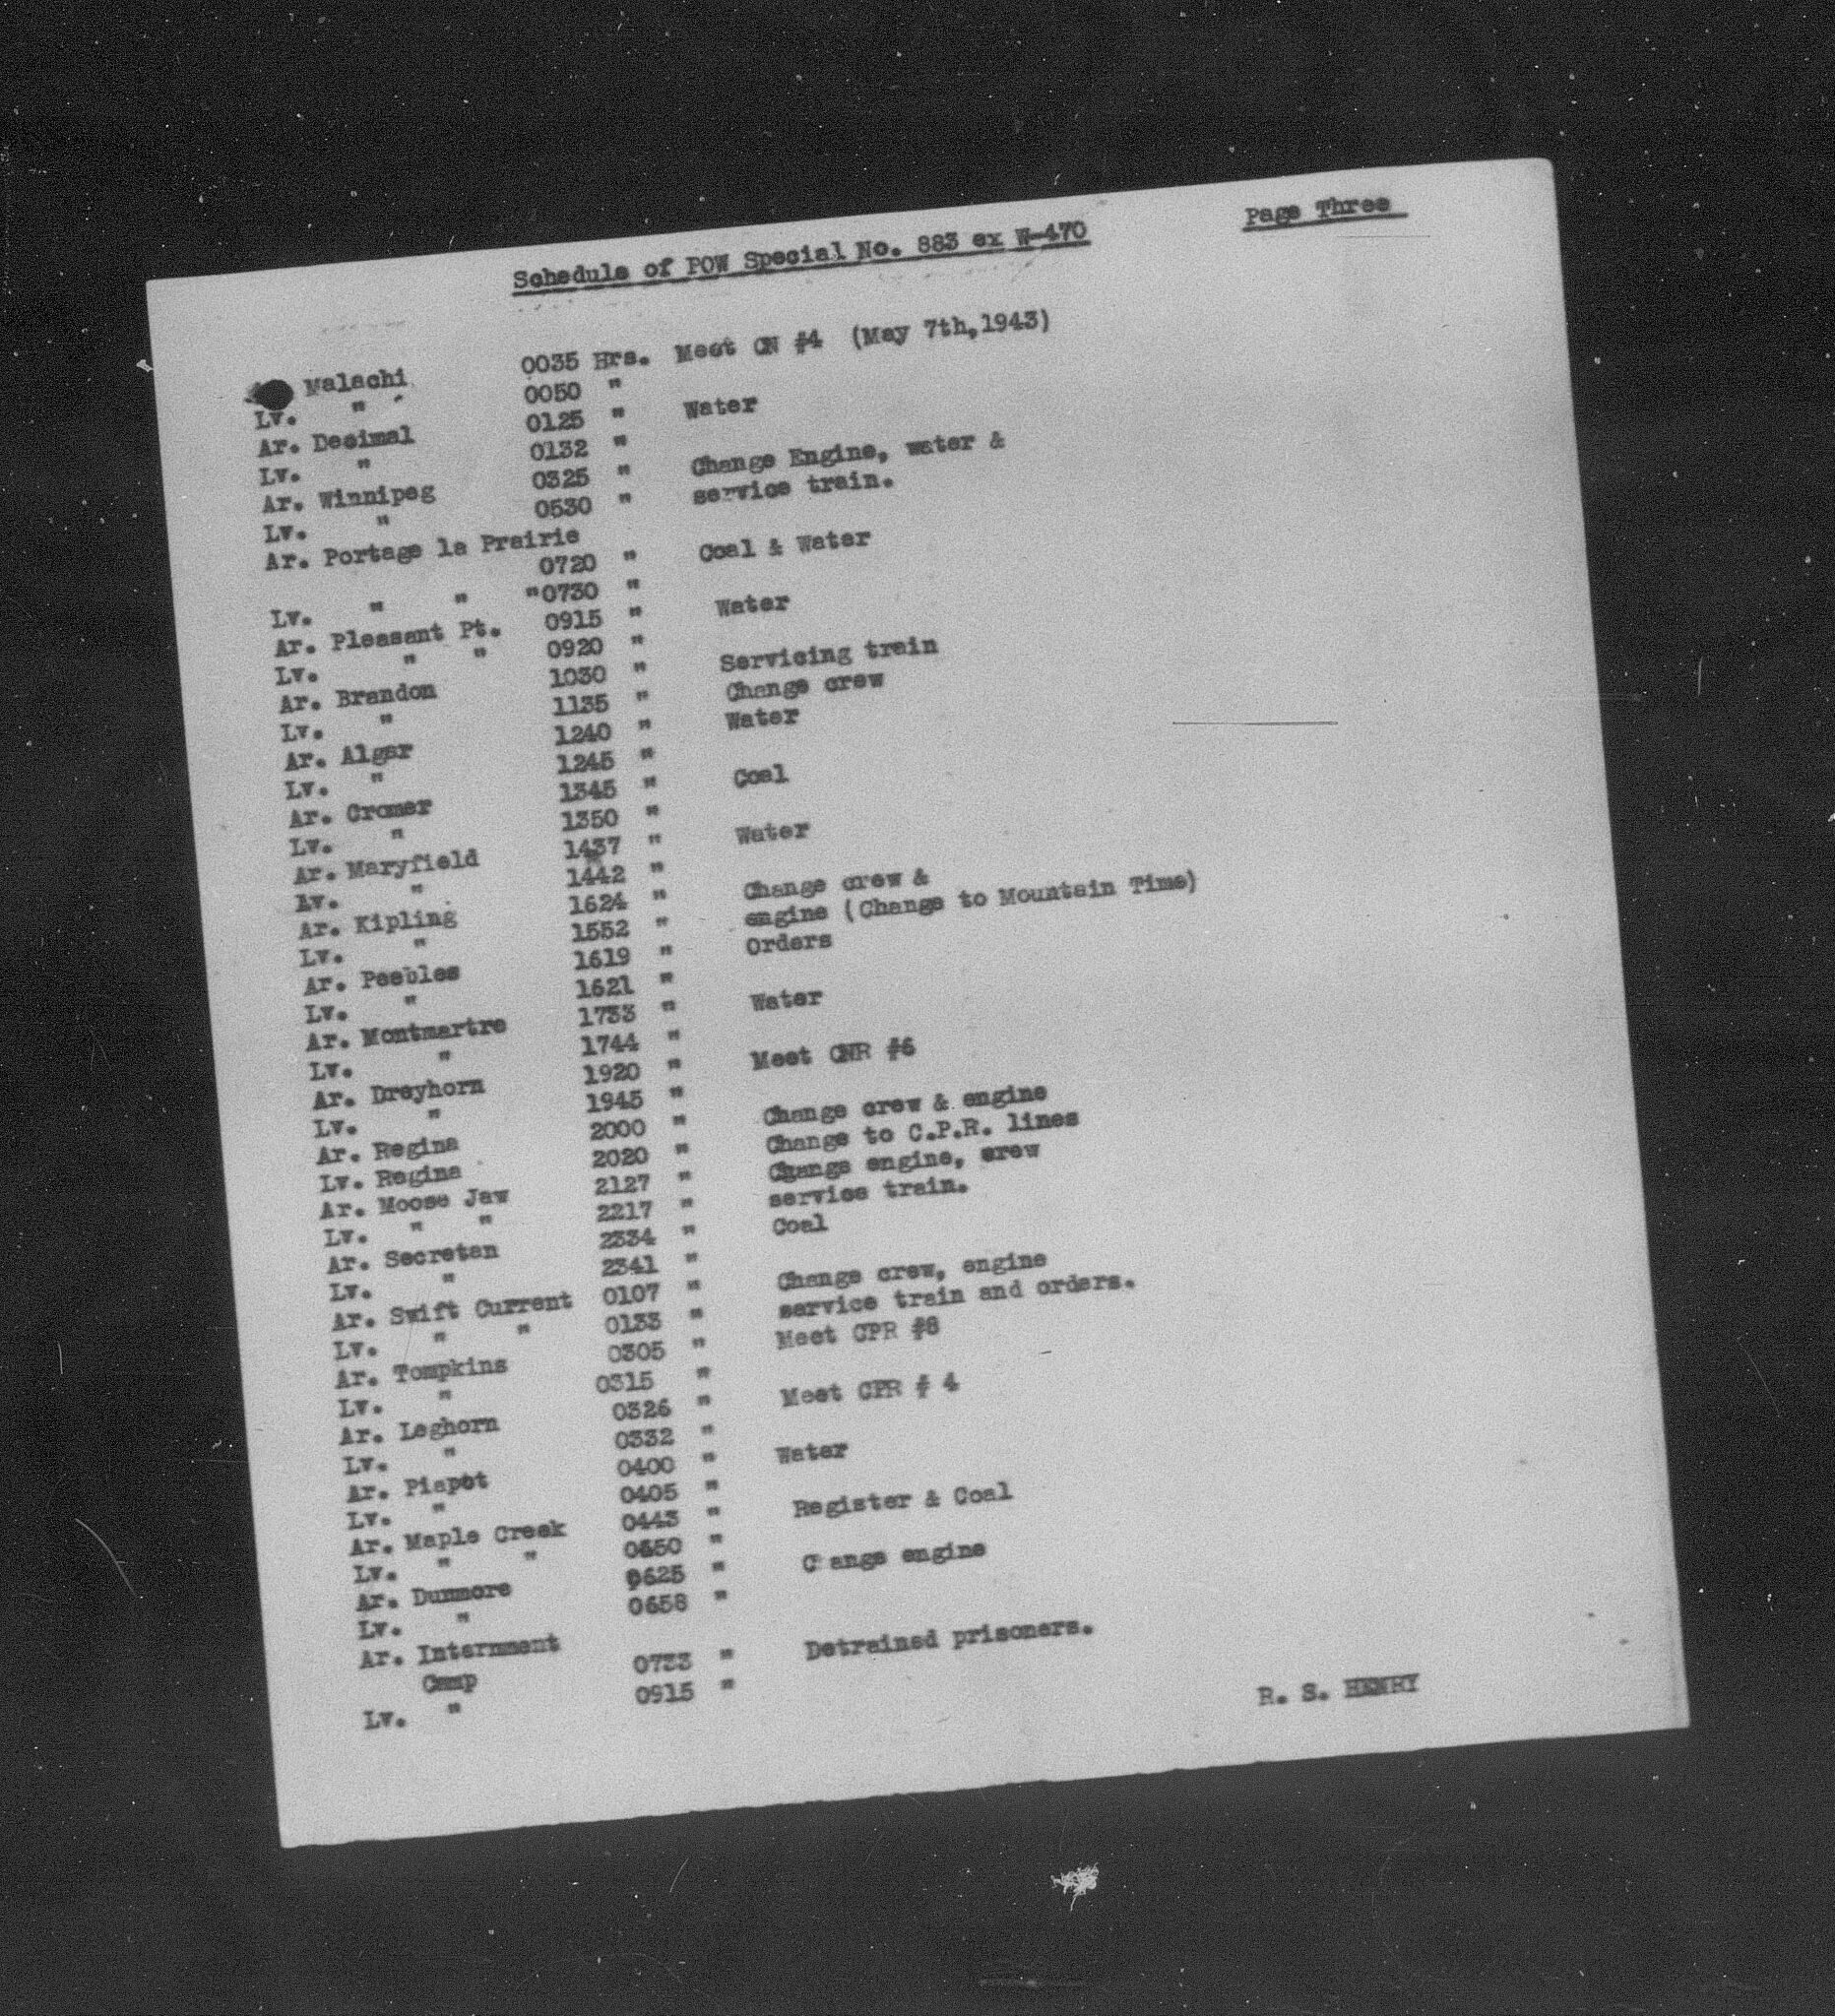 Page Three
Schedule of POW Special No. 883 ex W-470
Malachi 0035 Hrs. Meet CN #4 (May 7th,1943)
Lv. " 0050 "
Ar. Decimal 0125 " Water
Lv. " 0132 "
Ar. Winnipeg 0325 " Change Engine, water &
Lv. " 0530 " service train.
Ar. Portage la Prairie
0720 " Coal & Water
Lv. " " "0730 "
Ar. Pleasant Pt. 0915 " Water
Lv. " " 0920 "
Ar. Brandon 1030 " Servicing train
Lv. " 1135 " Change crew
Ar. Algar 1240 " Water
Lv. " 1245 "
Ar. Cromer 1345 " Coal
Lv. " 1350 "
Ar. Maryfield 1437 " Water
Lv. " 1442 "
Ar. Kipling 1624 " Change crew &
Lv. " 1552 " engine (Change to Mountain Time)
Ar. Peebles 1619 " Orders
Lv. " 1621 "
Ar. Montmartre 1733 " Water
Lv. " 1744 "
Ar. Dreyhorn 1920 " Meet CNR #6
Lv. " 1945 "
Ar. Regina 2000 " Change crew & engine
Lv. Regina 2020 " Change to C.P.R. lines
Ar. Moose Jaw 2127 " Change engine, crew
Lv. " " 2217 " service train.
Ar. Secretan 2334 " Coal
Lv. " 2341 "
Ar. Swift Current 0107 " Change crew, engine
Lv. " " 0133 " service train and orders.
Ar. Tompkins 0305 " Meet CPR #8
Lv. " 0315 "
Ar. Leghorn 0326 " Meet CPR # 4
Lv. " 0332 "
Ar. Piapot 0400 " Water
Lv. " 0405 "
Ar. Maple Creek 0443 " Register & Coal
Lv. " " "
Ar. Dunmore 0625 " C ange engine
Lv. " 0658 "
Ar. Internment
Camp 0733 " Detrained prisoners.
Lv. " 0915 "
R. S. HENRY